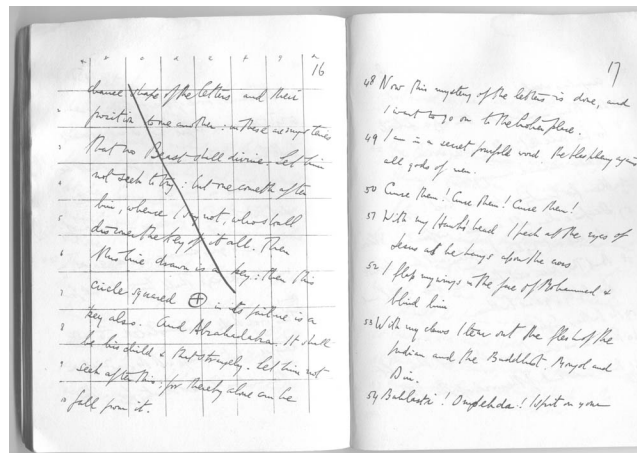 16
chance shape of the letters and their
position to one another: in these are mysteries
that no Beast shall divine. Let him
not seek to try: but one cometh after
him, whence I say not, who shall
discover the key of it all. Then
this line drawn is a key: then this
circle squared in its failure is a
key also. And Abrahadabra. It shall
be his child & that strangely. Let him not
seek after this; for thereby alone can he
fall from it.
17
48 Now this mystery of the letters is done, and
I want to go on to the holier place.
49 I am in a secret fourfold word, the blasphemy against
all gods of men.
50 Curse them! Curse them! Curse them!
51 With my Hawk's head I peck at the eyes of
Jesus as he hangs upon the cross
52 I flap my wings in the face of Mohammed &
blind him
53 With my claws I tear out the flesh of the
Indian and the Buddhist, Mongol and
Din.
54 Bahlasti! Ompehda! I spit on your